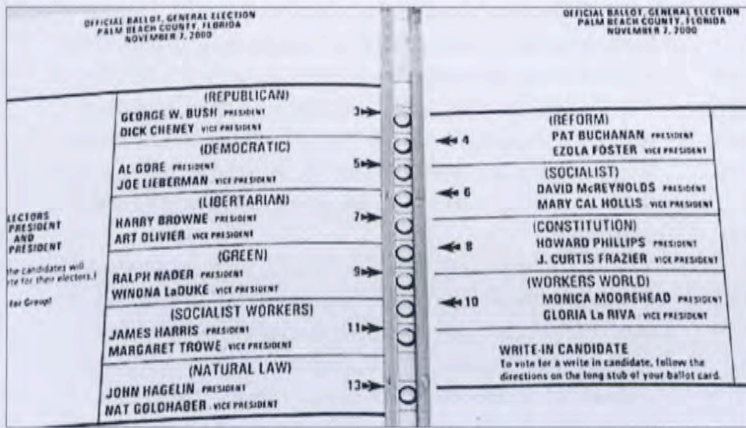 OFFICIAL BALLOT, GENERAL ELECTION
PALM BEACH COUNTY, FLORIDA
NOVEMBER 7, 2000
(REPUBLICAN)
GEORGE W. BUSH PRESIDENT
DICK CHENEY VICE PRESIDENT
3
(DEMOCRATIC)
AL GORE PRESIDENT
JOE LIEBERMAN VICE PRESIDENT
5
(LIBERTARIAN)
HARRY BROWNE PRESIDENT
ART OLIVIER VICE PRESIDENT
7
(GREEN)
RALPH NADER PRESIDENT
WINONA LaDUKE VICE PRESIDENT
9
(SOCIALIST WORKERS)
JAMES HARRIS PRESIDENT
MARGARET TROWE VICE PRESIDENT
11
(NATURAL LAW)
JOHN HAGELIN PRESIDENT
NAT GOLDHABER VICE PRESIDENT
13
LECTORS
PRESIDENT
AND
PRESIDENT
the candidates will
te for their electors.)
for Group)
OFFICIAL BALLOT, GENERAL ELECTION
PALM BEACH COUNTY, FLORIDA
NOVEMBER 7, 2000
(REFORM)
4
PAT BUCHANAN PRESIDENT
EZOLA FOSTER VICE PRESIDENT
(SOCIALIST)
6
DAVID McREYNOLDS PRESIDENT
MARY CAL HOLLIS VICE PRESIDENT
(CONSTITUTION)
8
HOWARD PHILLIPS PRESIDENT
J. CURTIS FRAZIER VICE PRESIDENT
(WORKERS WORLD)
10
MONICA MOOREHEAD PRESIDENT
GLORIA La RIVA VICE PRESIDENT
WRITE-IN CANDIDATE
To vote for a write in candidate, follow the
directions on the long stub of your ballot card.